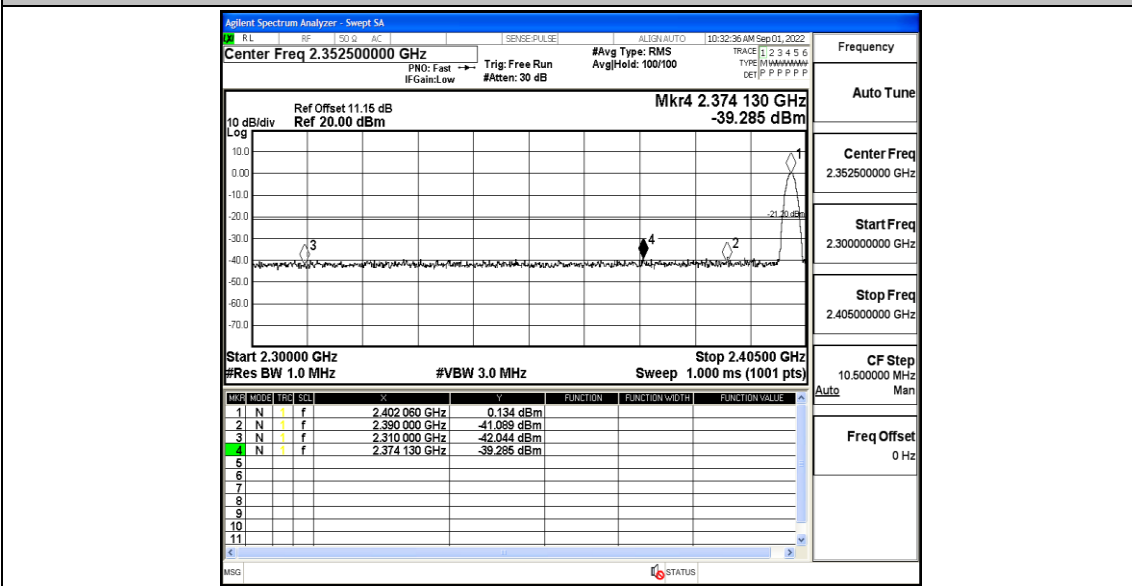 Agilent Spectrum Analyzer - Swept SA
RL RF 50 Ω AC SENSE:PULSE ALIGNAUTO 10:32:36 AM Sep 01, 2022
Center Freq 2.352500000 GHz
PNO: Fast
IFGain:Low
Trig: Free Run
#Atten: 30 dB
#Avg Type: RMS
Avg|Hold: 100/100
TRACE 1 2 3 4 5 6
TYPE M
DET P P P P P P
Ref Offset 11.15 dB
10 dB/div Ref 20.00 dBm
Log
Mkr4 2.374 130 GHz
-39.285 dBm
10.0
0.00
-10.0
-20.0
-30.0
-40.0
-50.0
-60.0
-70.0
1
-21.20 dBm
3
4
2
Start 2.30000 GHz Stop 2.40500 GHz
#Res BW 1.0 MHz #VBW 3.0 MHz Sweep 1.000 ms (1001 pts)
MKR MODE TRC SCL X Y FUNCTION FUNCTION WIDTH FUNCTION VALUE
1 N 1 f 2.402 060 GHz 0.134 dBm
2 N 1 f 2.390 000 GHz -41.089 dBm
3 N 1 f 2.310 000 GHz -42.044 dBm
4 N 1 f 2.374 130 GHz -39.285 dBm
5
6
7
8
9
10
11
MSG STATUS
Frequency
Auto Tune
Center Freq
2.352500000 GHz
Start Freq
2.300000000 GHz
Stop Freq
2.405000000 GHz
CF Step
10.500000 MHz
Auto Man
Freq Offset
0 Hz